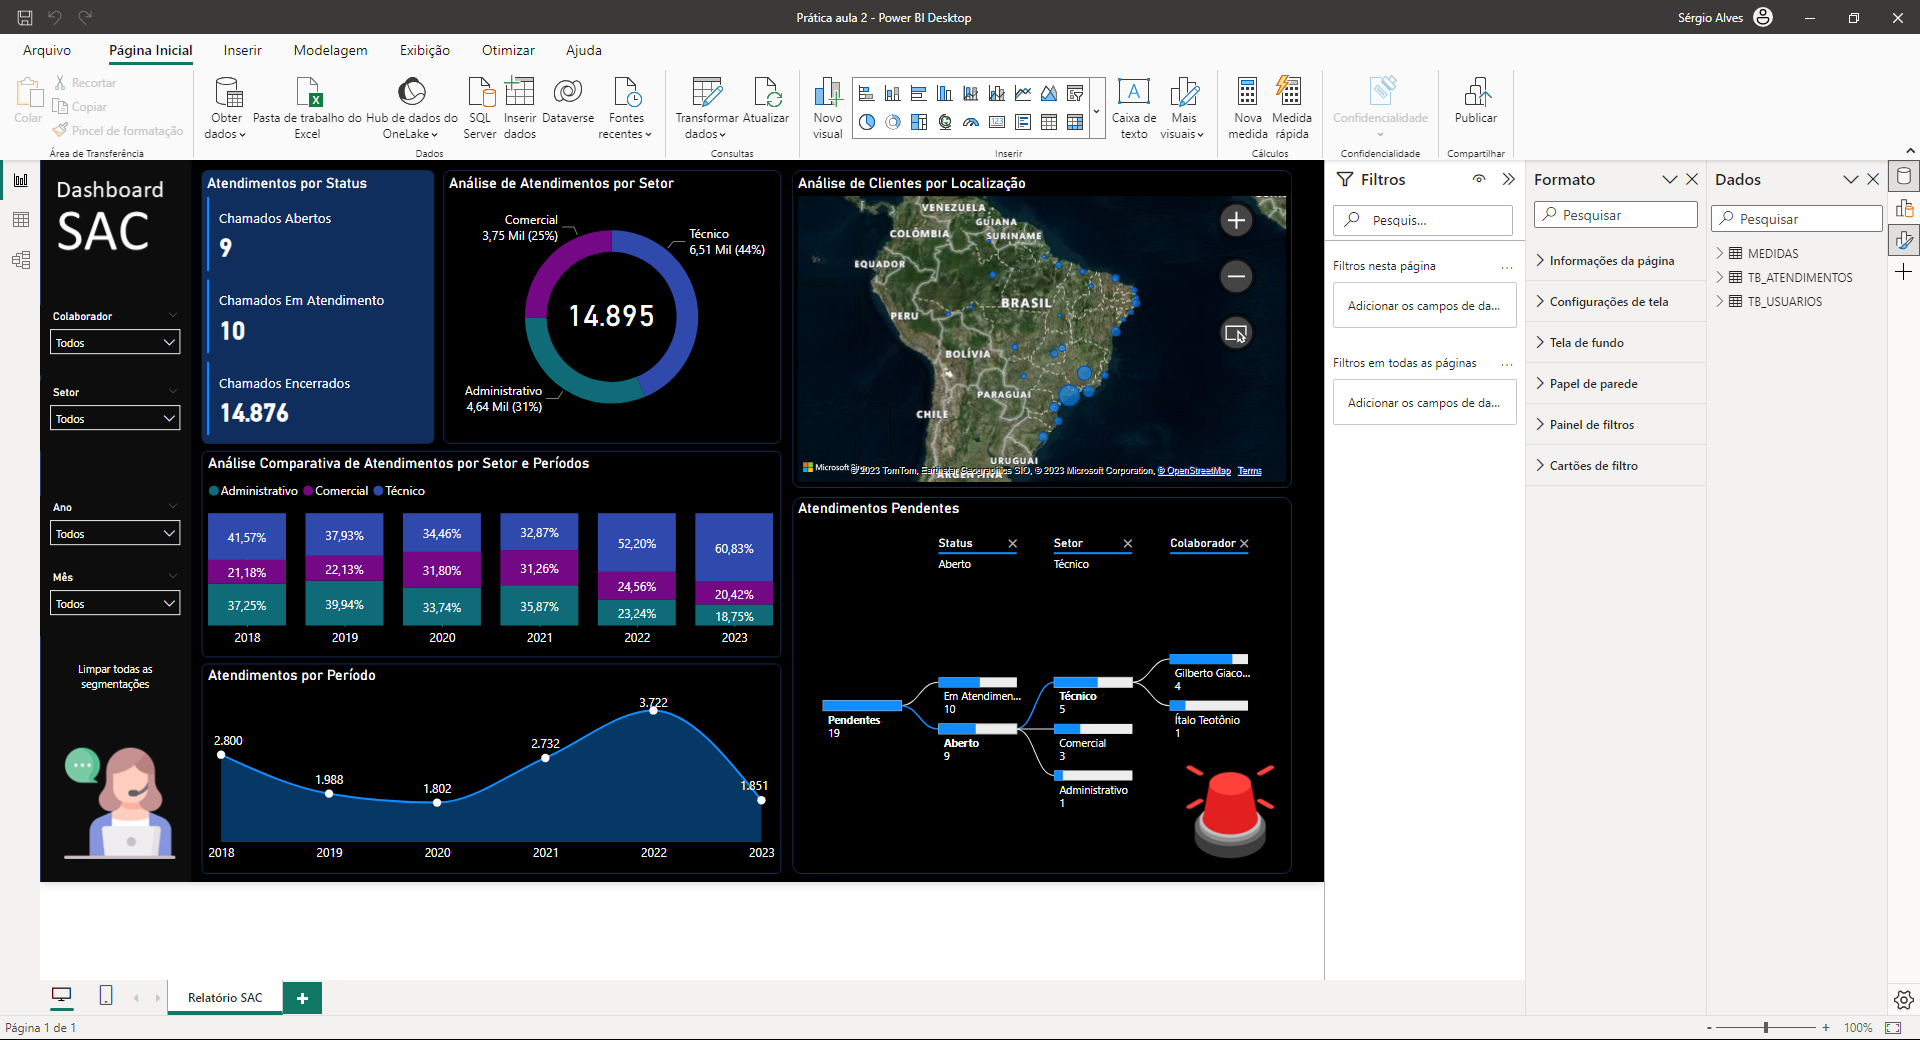 Prática aula 2 - Power BI Desktop
Sérgio Alves
Arquivo
Página Inicial
Inserir
Modelagem
Exibição
Otimizar
Ajuda
Colar
Recortar
Copiar
Pincel de formatação
Área de Transferência
Obter dados
Pasta de trabalho do Excel
Hub de dados do OneLake
SQL Server
Inserir dados
Dataverse
Fontes recentes
Dados
Transformar dados
Atualizar
Consultas
Novo visual
Caixa de texto
Mais visuais
Inserir
Nova medida
Medida rápida
Cálculos
Confidencialidade
Confidencialidade
Publicar
Compartilhar
Dashboard
SAC
Colaborador
Todos
Setor
Todos
Ano
Todos
Mês
Todos
Limpar todas as
segmentações
Atendimentos por Status
Chamados Abertos
9
Chamados Em Atendimento
10
Chamados Encerrados
14.876
Análise de Atendimentos por Setor
Comercial
3,75 Mil (25%)
Técnico
6,51 Mil (44%)
14.895
Administrativo
4,64 Mil (31%)
Análise Comparativa de Atendimentos por Setor e Períodos
Administrativo Comercial Técnico
41,57% 37,93% 34,46% 32,87% 52,20% 60,83%
21,18% 22,13% 31,80% 31,26% 24,56% 20,42%
37,25% 39,94% 33,74% 35,87% 23,24% 18,75%
2018 2019 2020 2021 2022 2023
Atendimentos por Período
2.800 1.988 1.802 2.732 3.722 1.851
2018 2019 2020 2021 2022 2023
Análise de Clientes por Localização
VENEZUELA
GUIANA
COLÔMBIA
SURINAME
EQUADOR
BRASIL
PERU
BOLÍVIA
PARAGUAI
CHILE
URUGUAI
ARGENTINA
Microsoft
© 2023 TomTom, Earthstar Geographics SIO, © 2023 Microsoft Corporation, © OpenStreetMap Terms
Atendimentos Pendentes
Status
Aberto
Setor
Técnico
Colaborador
Pendentes
19
Em Atendimen...
10
Aberto
9
Técnico
5
Comercial
3
Administrativo
1
Gilberto Giaco...
4
Ítalo Teotônio
1
Filtros
Pesquis...
Filtros nesta página
...
Adicionar os campos de da...
Filtros em todas as páginas
...
Adicionar os campos de da...
Formato
Pesquisar
Informações da página
Configurações de tela
Tela de fundo
Papel de parede
Painel de filtros
Cartões de filtro
Dados
Pesquisar
MEDIDAS
TB_ATENDIMENTOS
TB_USUARIOS
Relatório SAC
Página 1 de 1
- + 100%